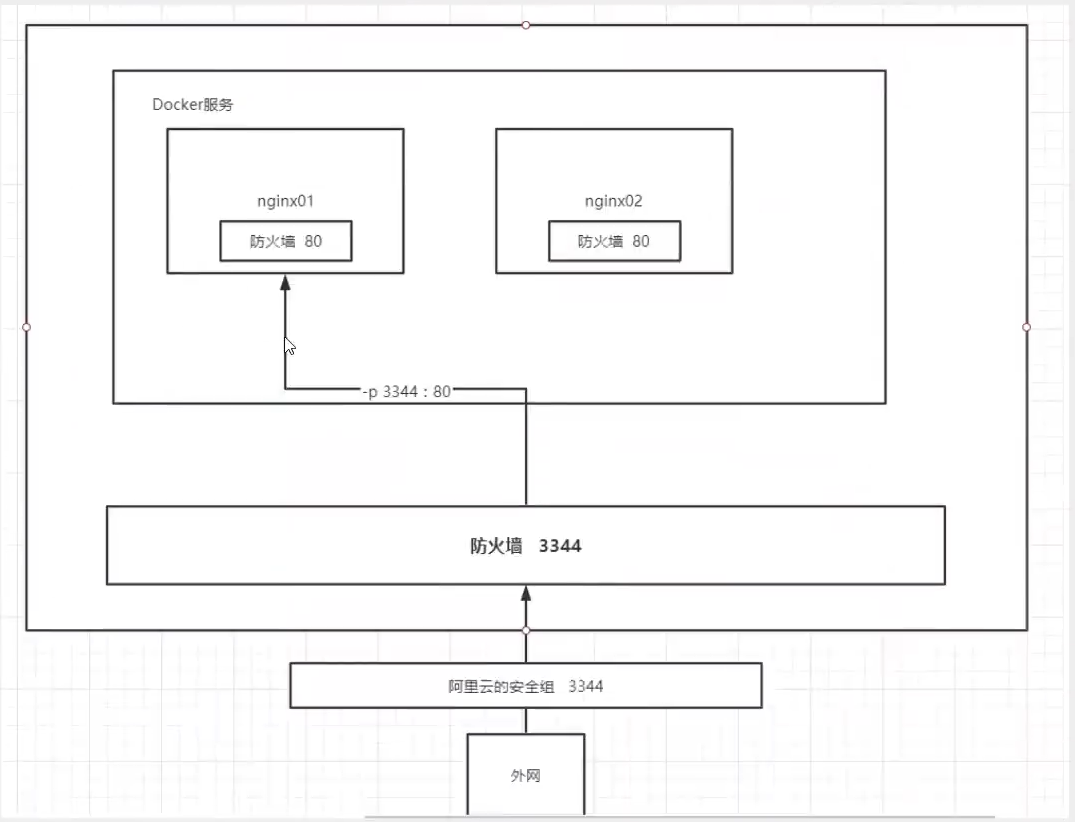 Docker服务
nginx01
防火墙 80
nginx02
防火墙 80
-p 3344：80
防火墙 3344
阿里云的安全组 3344
外网